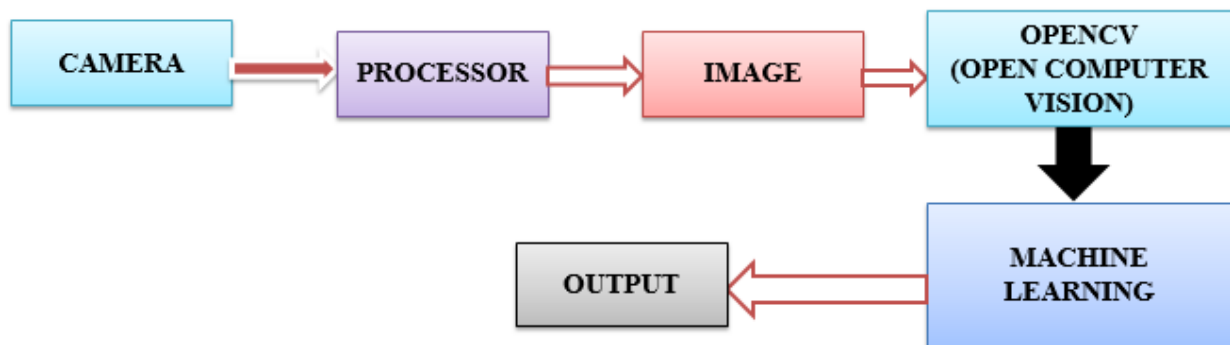 CAMERA
PROCESSOR
IMAGE
OPENCV
(OPEN COMPUTER
VISION)
MACHINE
LEARNING
OUTPUT